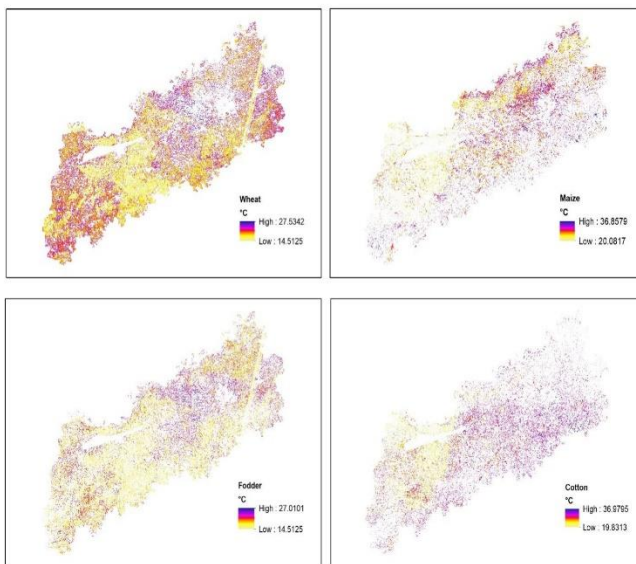 Wheat
°C
High : 27.5342
Low : 14.5125
Maize
°C
High : 36.8579
Low : 20.0817
Fodder
°C
High : 27.0101
Low : 14.5125
Cotton
°C
High : 36.9795
Low : 19.8313